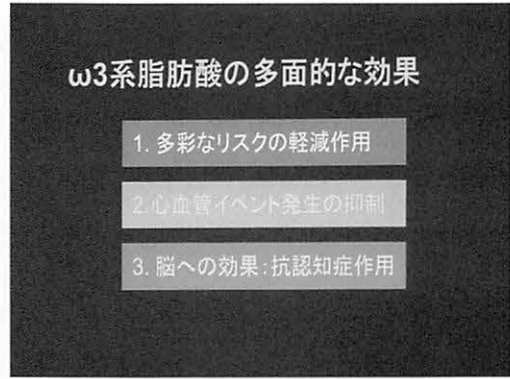 ω3系脂肪酸の多面的な効果
1. 多彩なリスクの軽減作用
2.心血管イベント発生の抑制
3. 脳への効果:抗認知症作用